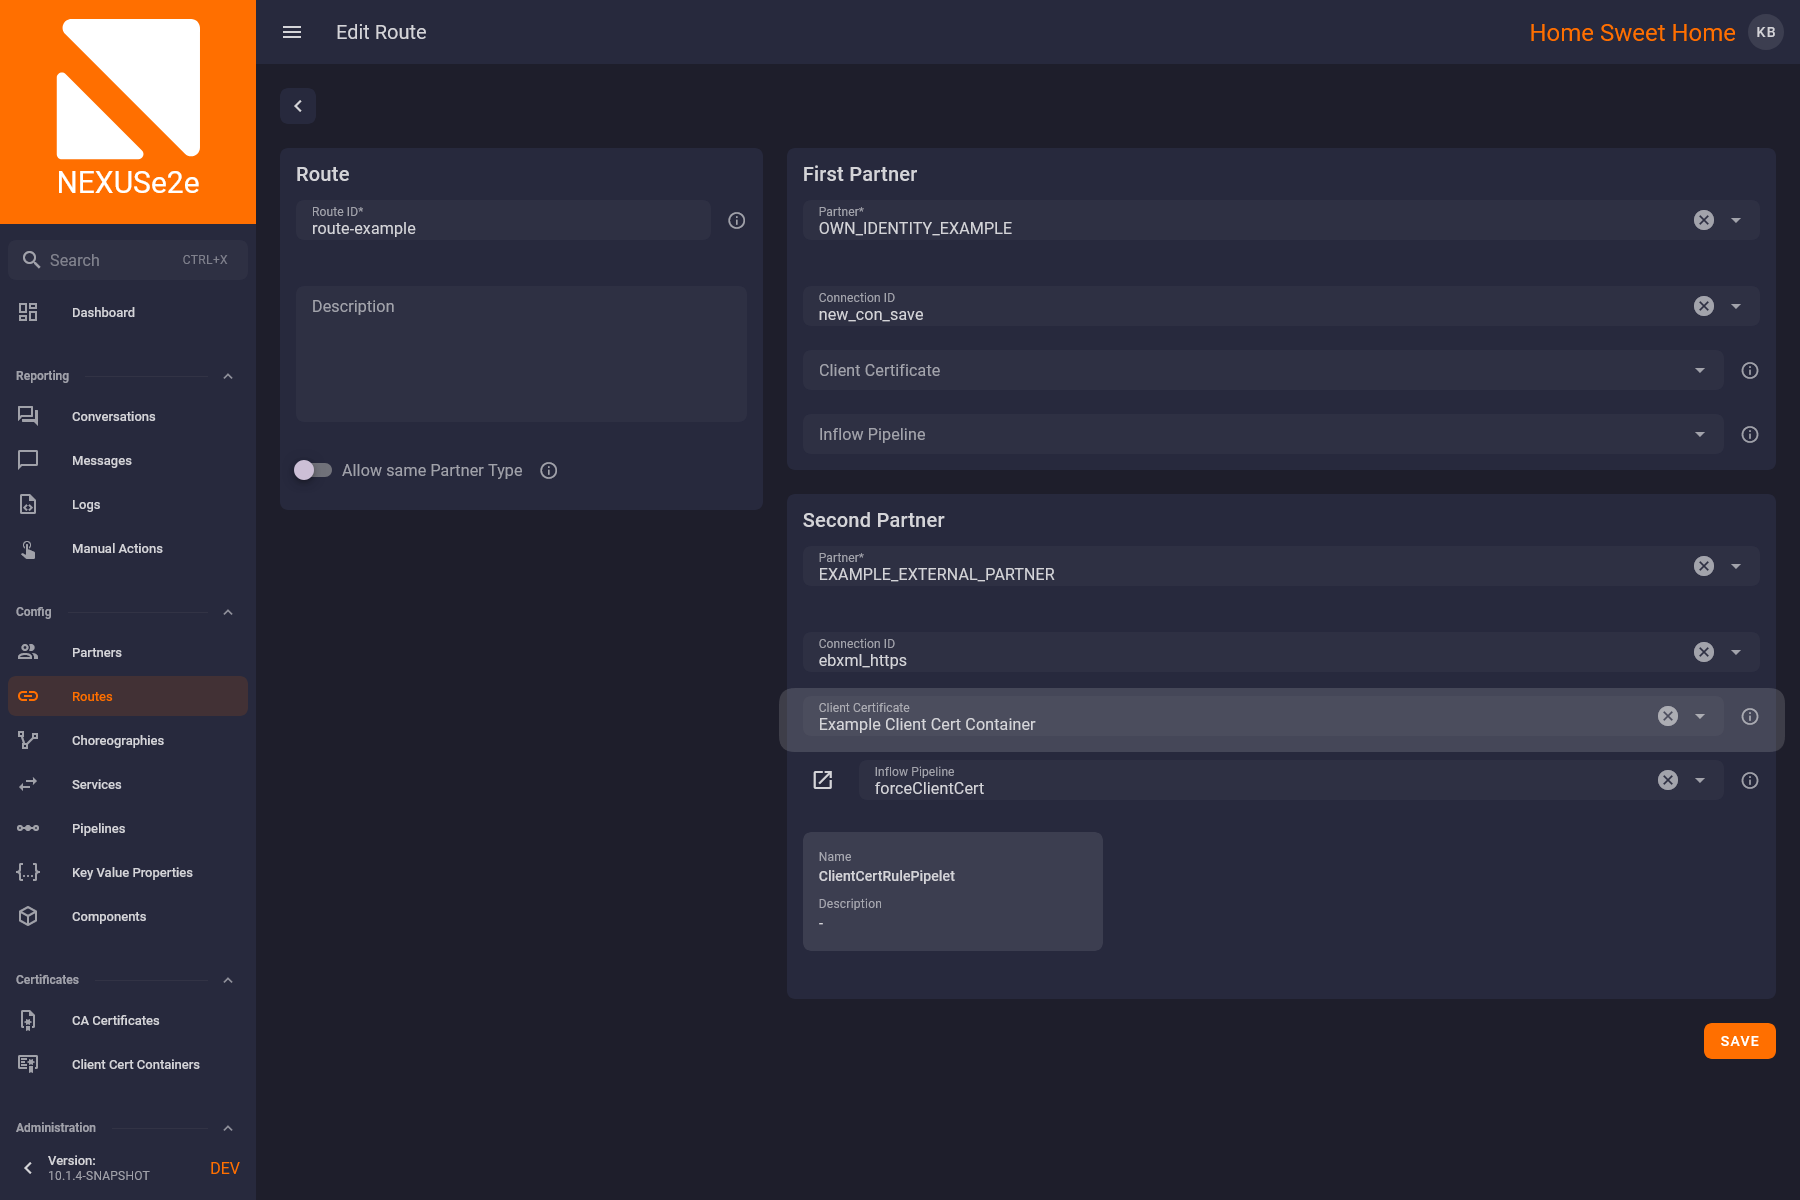 NEXUSe2e
Search CTRL+X
Dashboard
Reporting
Conversations
Messages
Logs
Manual Actions
Config
Partners
Routes
Choreographies
Services
Pipelines
Key Value Properties
Components
Certificates
CA Certificates
Client Cert Containers
Administration
Version:
10.1.4-SNAPSHOT
DEV
Edit Route
Home Sweet Home
KB
Route
Route ID*
route-example
Description
Allow same Partner Type
First Partner
Partner*
OWN_IDENTITY_EXAMPLE
Connection ID
new_con_save
Client Certificate
Inflow Pipeline
Second Partner
Partner*
EXAMPLE_EXTERNAL_PARTNER
Connection ID
ebxml_https
Client Certificate
Example Client Cert Container
Inflow Pipeline
forceClientCert
Name
ClientCertRulePipelet
Description
-
SAVE